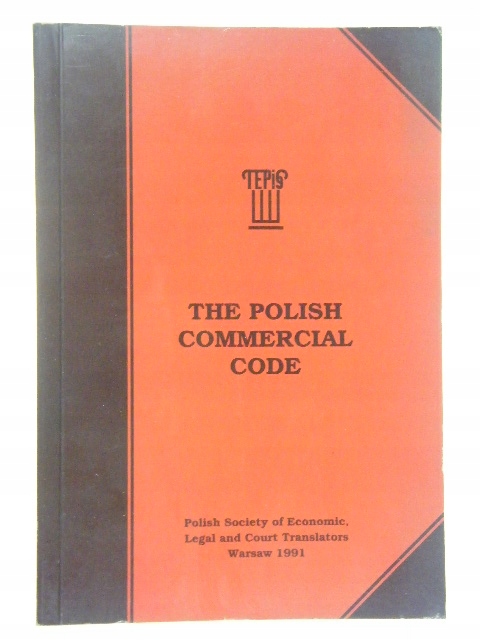 TEPiS
THE POLISH
COMMERCIAL
CODE
Polish Society of Economic,
Legal and Court Translators
Warsaw 1991